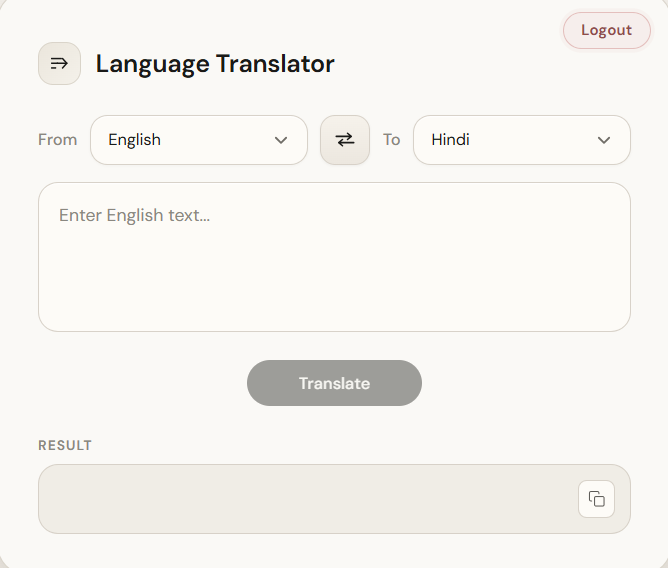 Logout
Language Translator
From English To Hindi
Enter English text...
Translate
RESULT